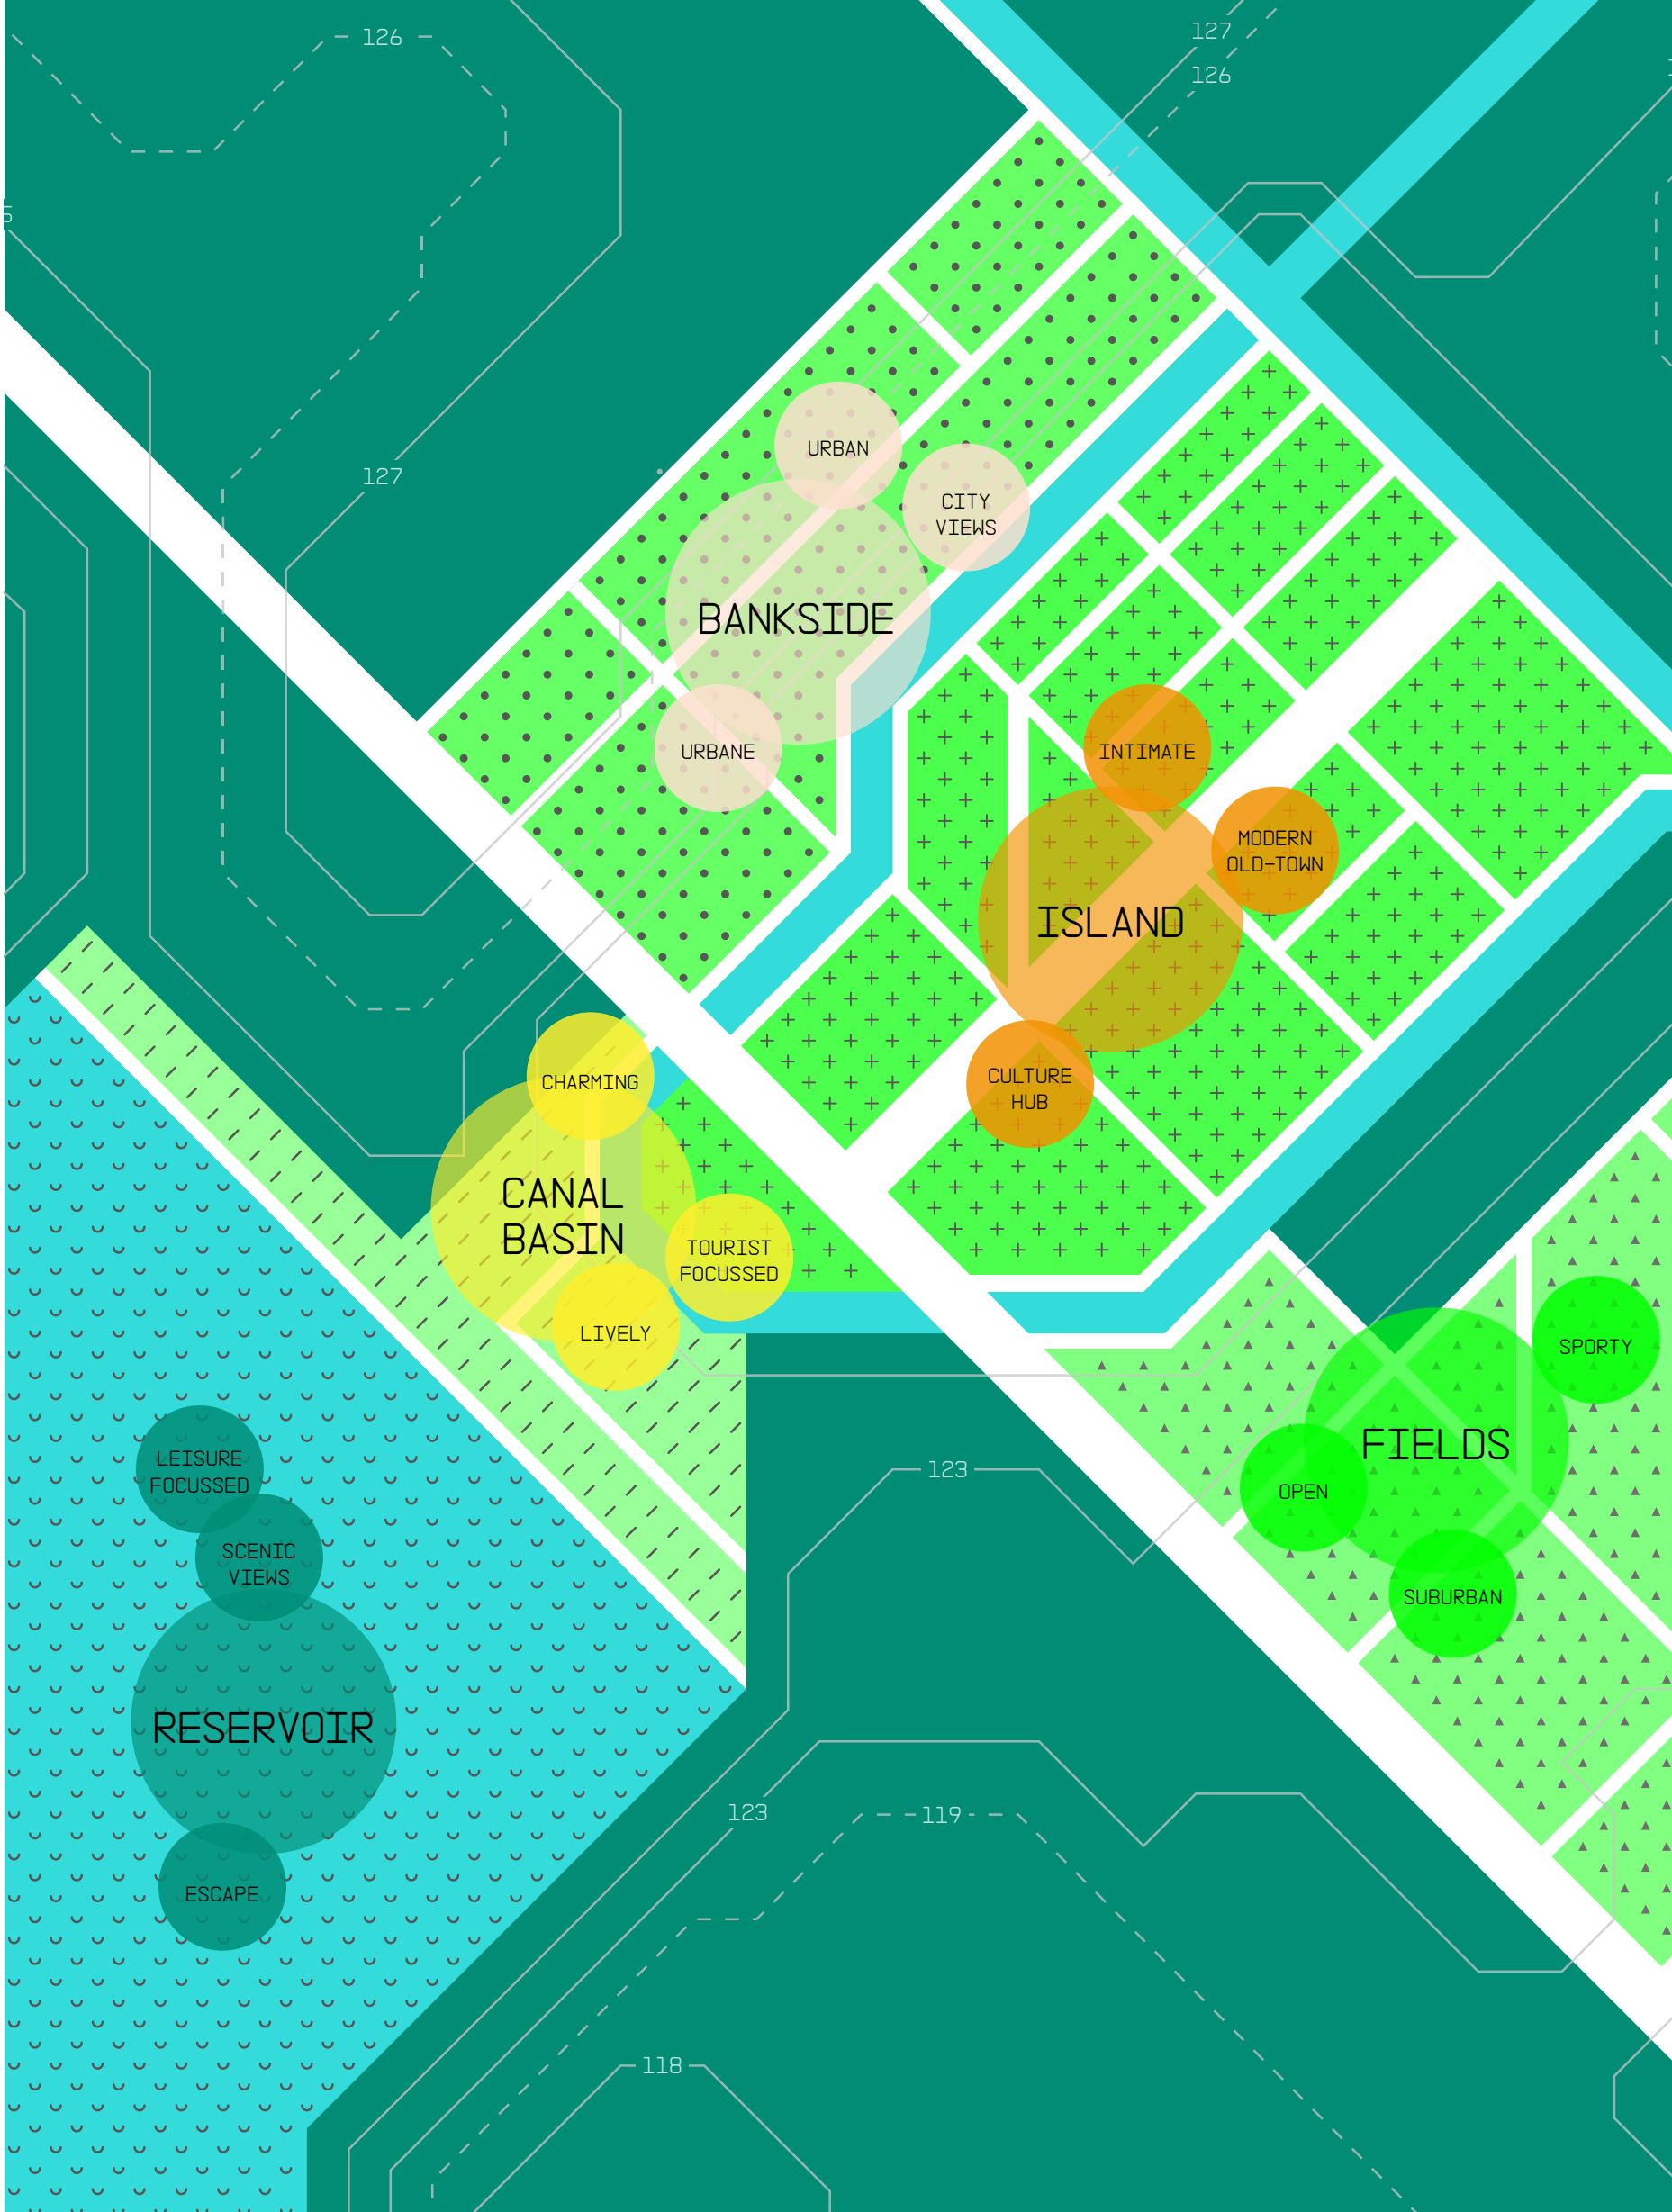 126
127
126
127
URBAN
CITY
VIEWS
BANKSIDE
URBANE
INTIMATE
MODERN
OLD-TOWN
ISLAND
CULTURE
HUB
CHARMING
CANAL
BASIN
TOURIST
FOCUSSED
LIVELY
SPORTY
FIELDS
OPEN
SUBURBAN
123
LEISURE
FOCUSSED
SCENIC
VIEWS
RESERVOIR
ESCAPE
123
119
118